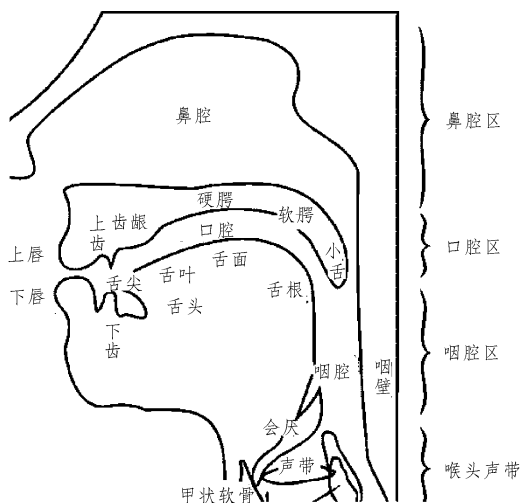 鼻腔
鼻腔区
硬腭
软腭
上齿龈
上齿
口腔
小舌
口腔区
上唇
舌面
舌叶
舌尖
下唇
舌根
舌头
下齿
咽腔区
咽腔
咽壁
会厌
声带
喉头声带
甲状软骨